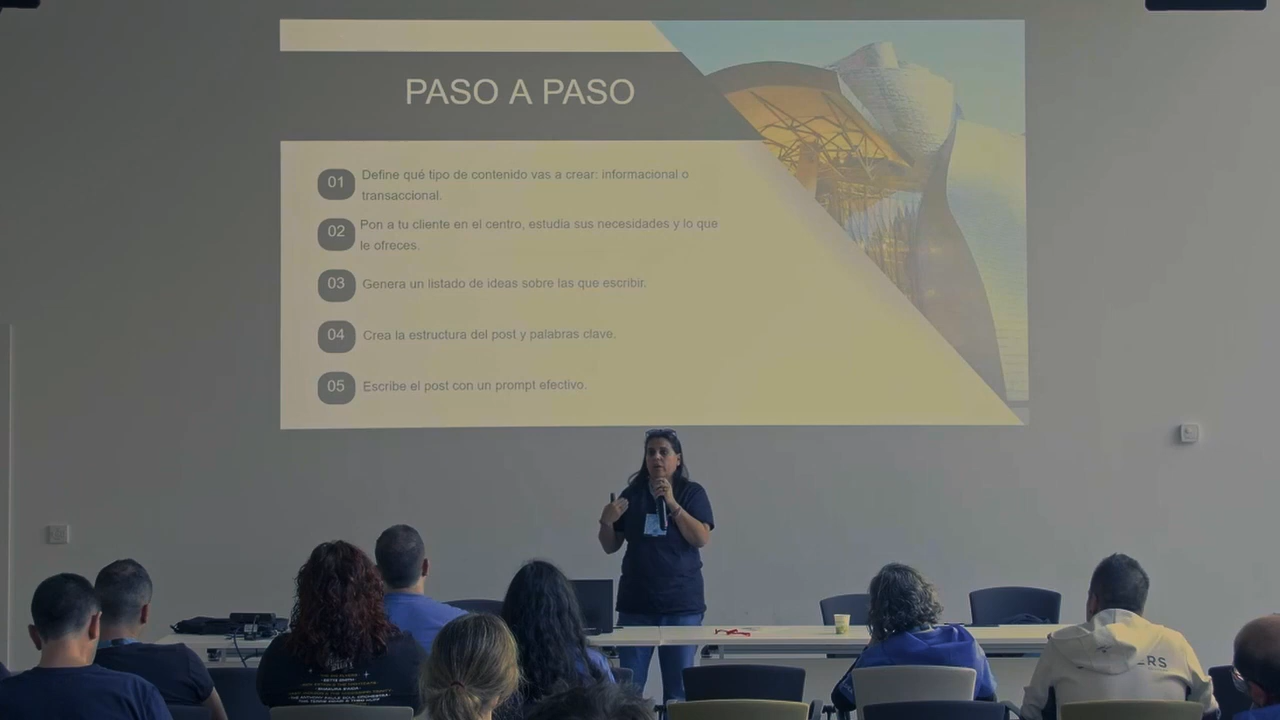 PASO A PASO
01 Define qué tipo de contenido vas a crear: informacional o
transaccional.
02 Pon a tu cliente en el centro, estudia sus necesidades y lo que
le ofreces.
03 Genera un listado de ideas sobre las que escribir.
04 Crea la estructura del post y palabras clave.
05 Escribe el post con un prompt efectivo.
ERS